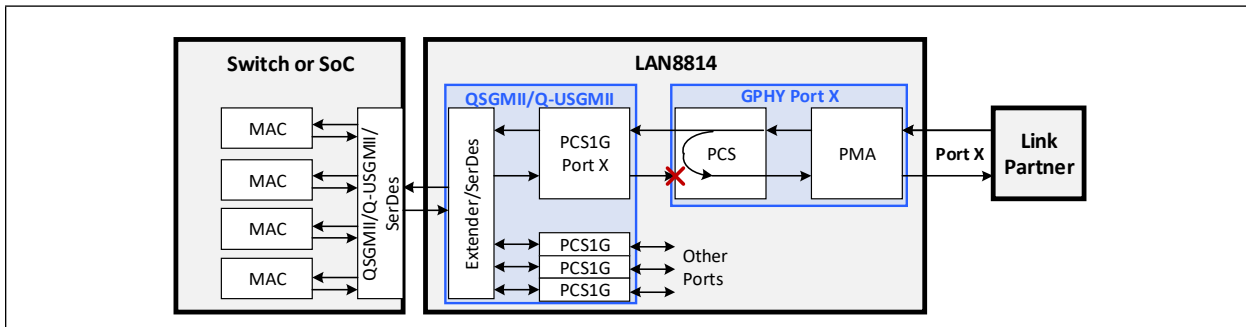 Switch or SoC
MAC
MAC
MAC
MAC
QSGMII/Q-USGMII/
SerDes
LAN8814
QSGMII/Q-USGMII
Extender/SerDes
PCS1G
Port X
PCS1G
PCS1G
PCS1G
Other
Ports
GPHY Port X
PCS
PMA
Port X
Link
Partner